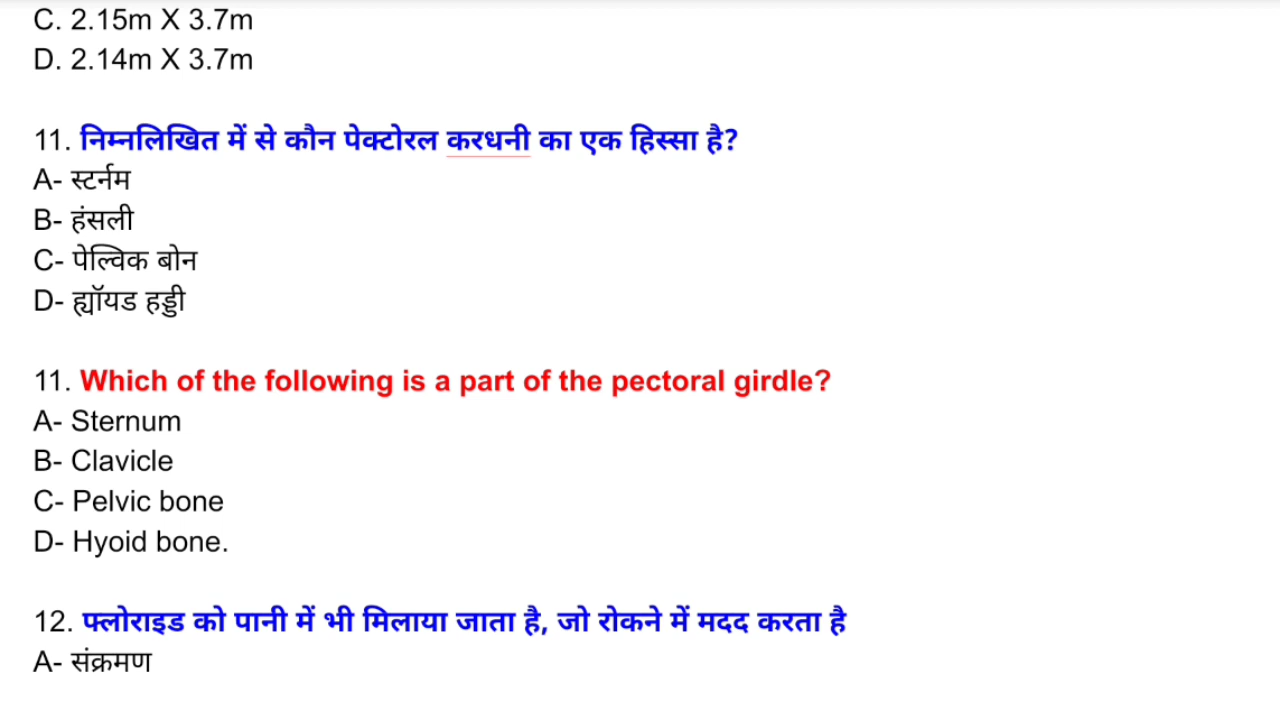 C. 2.15m X 3.7m
D. 2.14m X 3.7m
11. निम्नलिखित में से कौन पेक्टोरल करधनी का एक हिस्सा है?
A- स्टर्नम
B- हंसली
C- पेल्विक बोन
D- ह्यॉयड हड्डी
11. Which of the following is a part of the pectoral girdle?
A- Sternum
B- Clavicle
C- Pelvic bone
D- Hyoid bone.
12. फ्लोराइड को पानी में भी मिलाया जाता है, जो रोकने में मदद करता है
A- संक्रमण